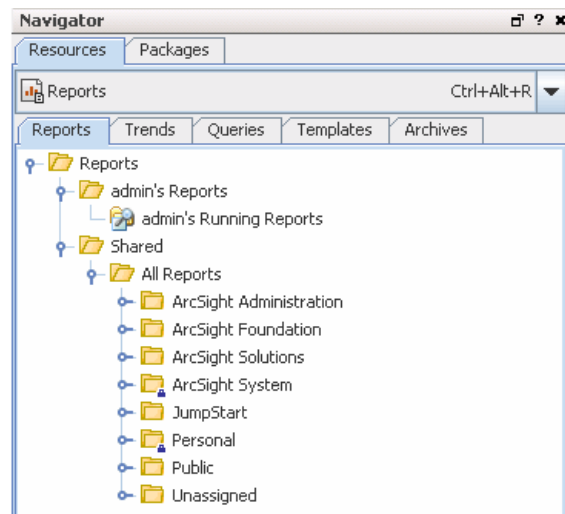 Navigator ?
Resources Packages
Reports Ctrl+Alt+R
Reports Trends Queries Templates Archives
Reports
admin's Reports
admin's Running Reports
Shared
All Reports
ArcSight Administration
ArcSight Foundation
ArcSight Solutions
ArcSight System
JumpStart
Personal
Public
Unassigned